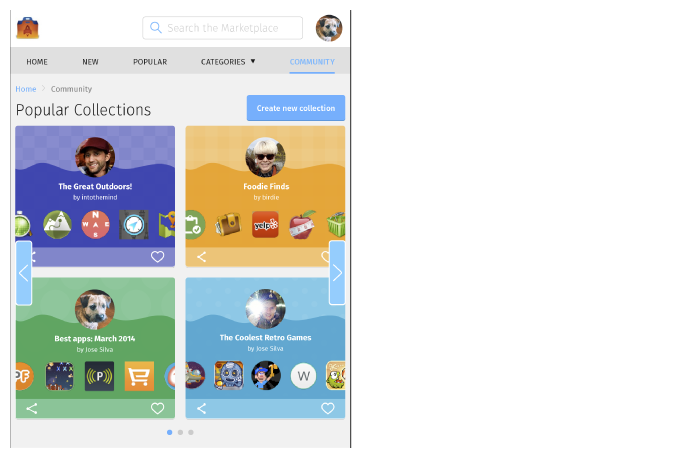 Search the Marketplace
HOME NEW POPULAR CATEGORIES ▼ COMMUNITY
Home > Community
Popular Collections
Create new collection
The Great Outdoors!
by intothemind
N
W E
A S
Foodie Finds
by birdie
yelp
Best apps: March 2014
by Jose Silva
PF
P
The Coolest Retro Games
by Jose Silva
W